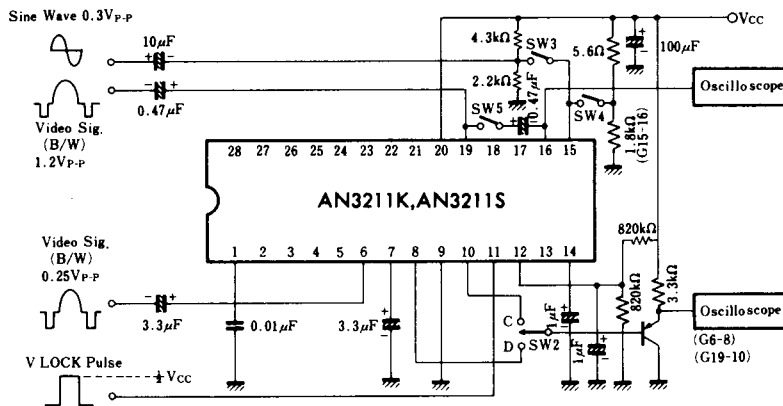 Sine Wave 0.3VP-P
10μF
+ −
4.3kΩ
SW3
5.6Ω
+
−
100μF
VCC
− +
0.47μF
2.2kΩ
0.47μF
SW5
+
−
SW4
1.8kΩ
(G15-16)
Oscilloscope
Video Sig.
(B/W)
1.2VP-P
28 27 26 25 24 23 22 21 20 19 18 17 16 15
AN3211K,AN3211S
1 2 3 4 5 6 7 8 9 10 11 12 13 14
820kΩ
Video Sig.
(B/W)
0.25VP-P
− +
3.3μF
0.01μF
3.3μF
+
−
C
D
SW2
1μF
+
−
1μF
+
−
820kΩ
3.3kΩ
Oscilloscope
(G6-8)
(G19-10)
V LOCK Pulse
VCC